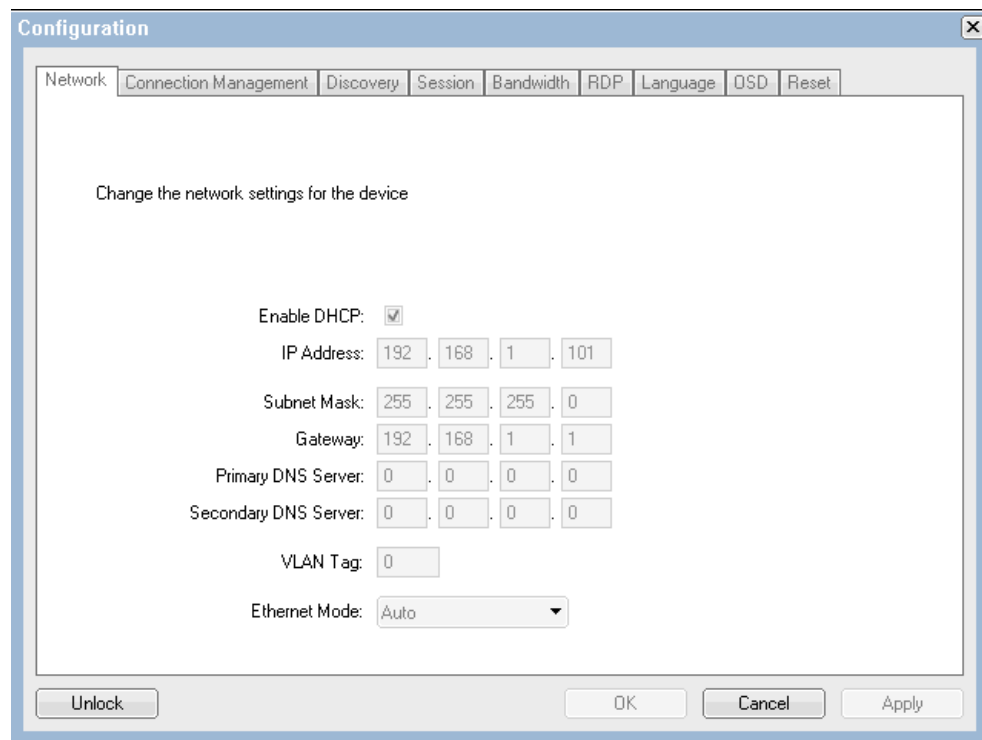 Configuration
Network Connection Management Discovery Session Bandwidth RDP Language OSD Reset
Change the network settings for the device
Enable DHCP:
IP Address: 192 . 168 . 1 . 101
Subnet Mask: 255 . 255 . 255 . 0
Gateway: 192 . 168 . 1 . 1
Primary DNS Server: 0 . 0 . 0 . 0
Secondary DNS Server: 0 . 0 . 0 . 0
VLAN Tag: 0
Ethernet Mode: Auto
Unlock OK Cancel Apply